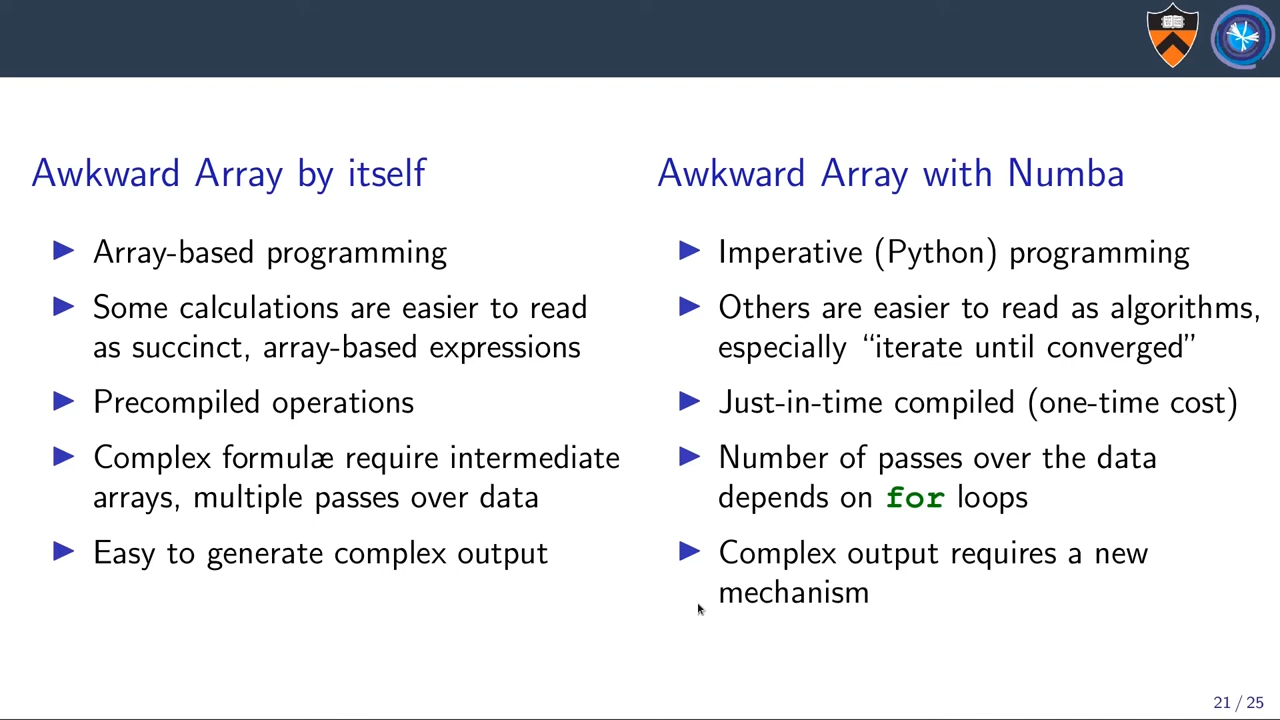 Awkward Array by itself
Array-based programming
Some calculations are easier to read
as succinct, array-based expressions
Precompiled operations
Complex formulæ require intermediate
arrays, multiple passes over data
Easy to generate complex output
Awkward Array with Numba
Imperative (Python) programming
Others are easier to read as algorithms,
especially “iterate until converged”
Just-in-time compiled (one-time cost)
Number of passes over the data
depends on for loops
Complex output requires a new
mechanism
21 / 25